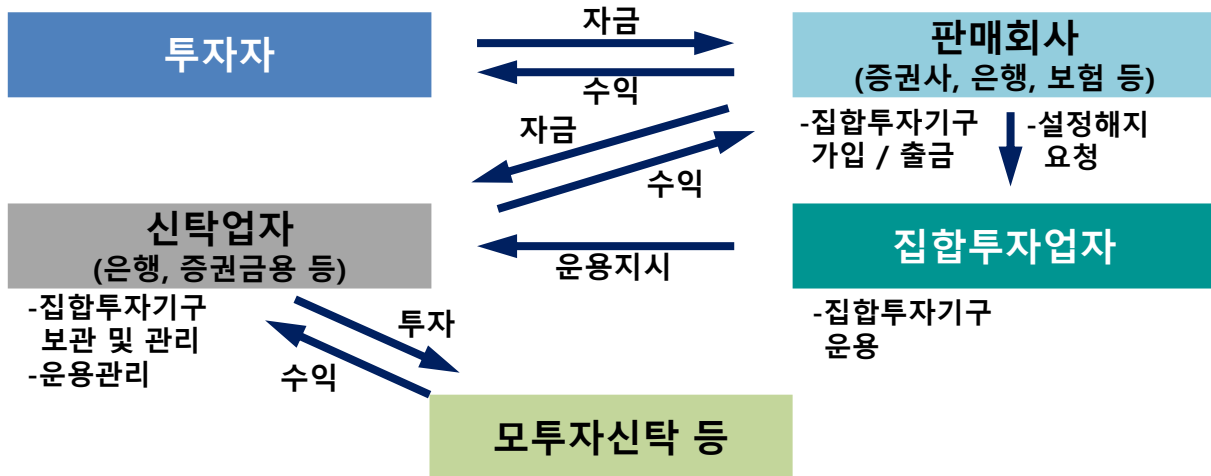 투자자
자금
수익
판매회사
(증권사, 은행, 보험 등)
-집합투자기구
가입 / 출금
-설정해지
요청
자금
수익
신탁업자
(은행, 증권금용 등)
운용지시
집합투자업자
-집합투자기구
보관 및 관리
-운용관리
투자
수익
-집합투자기구
운용
모투자신탁 등